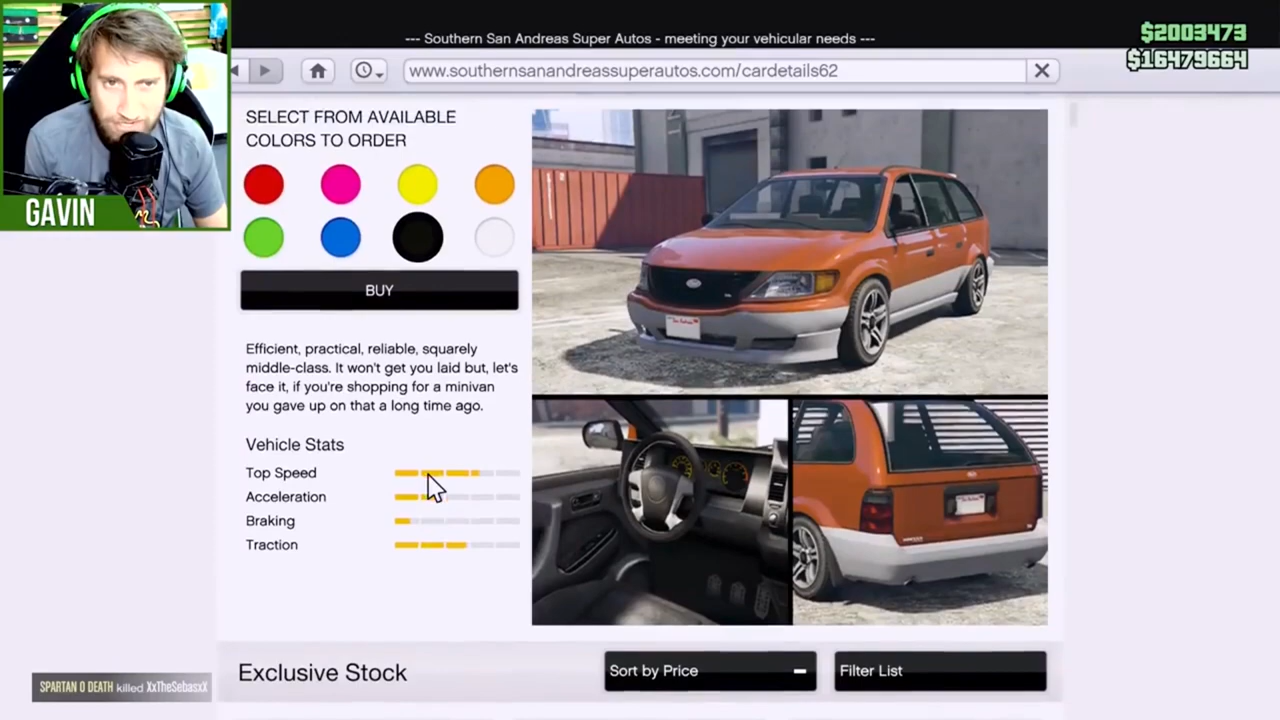 --- Southern San Andreas Super Autos - meeting your vehicular needs ---
$2003473
$16479664
www.southernsanandreassuperautos.com/cardetails62
SELECT FROM AVAILABLE
COLORS TO ORDER
GAVIN
BUY
Efficient, practical, reliable, squarely
middle-class. It won't get you laid but, let's
face it, if you're shopping for a minivan
you gave up on that a long time ago.
Vehicle Stats
Top Speed
Acceleration
Braking
Traction
Exclusive Stock
Sort by Price
Filter List
SPARTAN 0 DEATH killed XxTheSebasxX